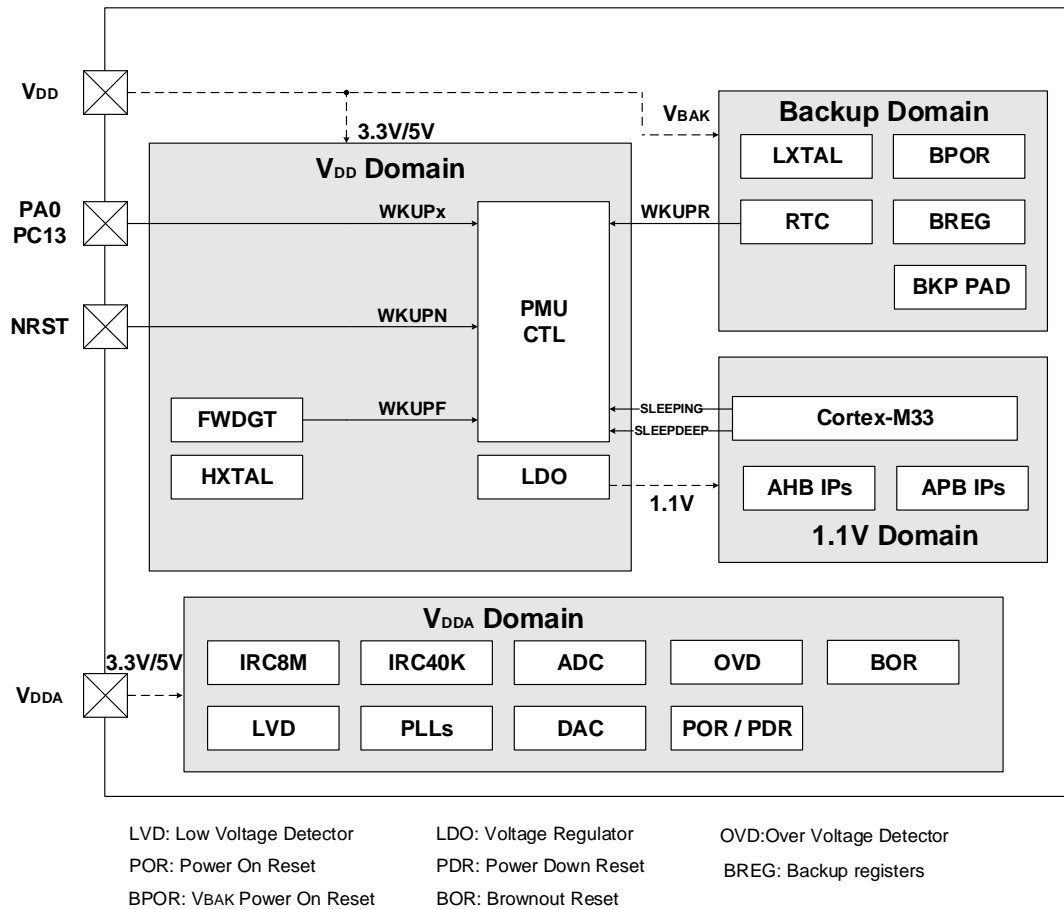 VDD
VBAK
3.3V/5V
Backup Domain
LXTAL
BPOR
RTC
BREG
BKP PAD
VDD Domain
PA0
PC13
WKUPx
WKUPR
NRST
WKUPN
PMU
CTL
FWDGT
WKUPF
HXTAL
LDO
SLEEPING
SLEEPDEEP
1.1V
Cortex-M33
AHB IPs
APB IPs
1.1V Domain
VDDA Domain
3.3V/5V
VDDA
IRC8M
IRC40K
ADC
OVD
BOR
LVD
PLLs
DAC
POR / PDR
LVD: Low Voltage Detector
LDO: Voltage Regulator
OVD:Over Voltage Detector
POR: Power On Reset
PDR: Power Down Reset
BREG: Backup registers
BPOR: VBAK Power On Reset
BOR: Brownout Reset